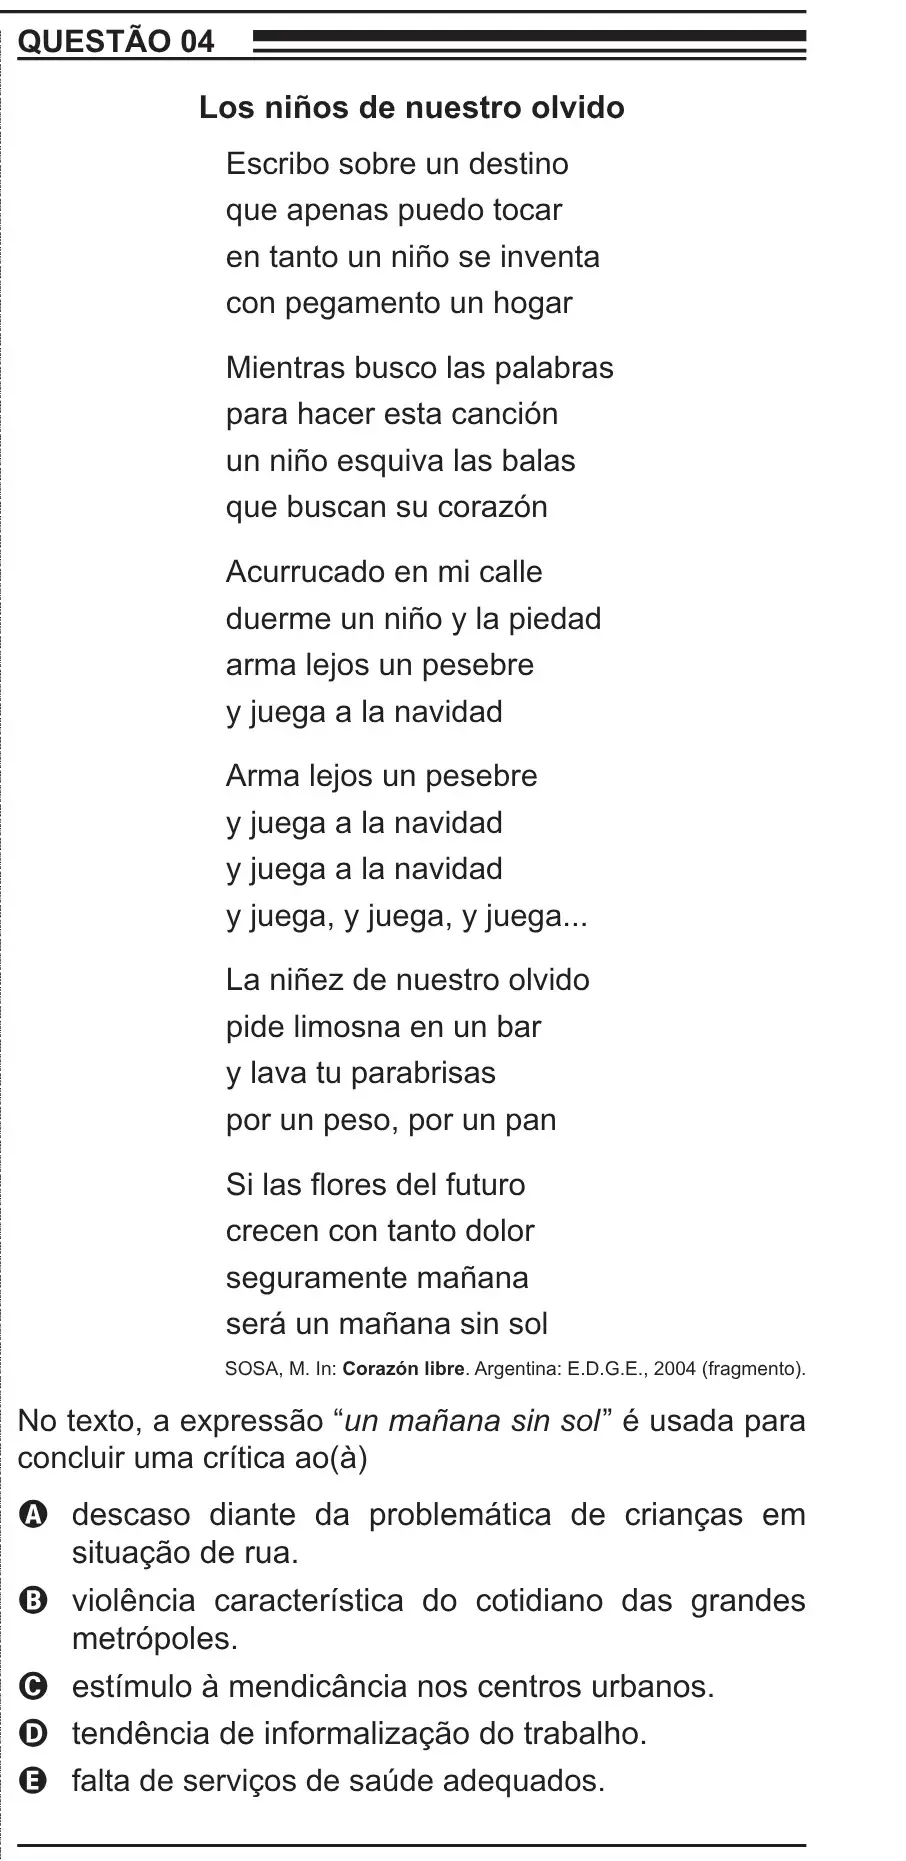 QUESTÃO 04
Los niños de nuestro olvido
Escribo sobre un destino
que apenas puedo tocar
en tanto un niño se inventa
con pegamento un hogar
Mientras busco las palabras
para hacer esta canción
un niño esquiva las balas
que buscan su corazón
Acurrucado en mi calle
duerme un niño y la piedad
arma lejos un pesebre
y juega a la navidad
Arma lejos un pesebre
y juega a la navidad
y juega a la navidad
y juega, y juega, y juega...
La niñez de nuestro olvido
pide limosna en un bar
y lava tu parabrisas
por un peso, por un pan
Si las flores del futuro
crecen con tanto dolor
seguramente mañana
será un mañana sin sol
SOSA, M. In: Corazón libre. Argentina: E.D.G.E., 2004 (fragmento).
No texto, a expressão “un mañana sin sol” é usada para
concluir uma crítica ao(à)
A descaso diante da problemática de crianças em
situação de rua.
B violência característica do cotidiano das grandes
metrópoles.
C estímulo à mendicância nos centros urbanos.
D tendência de informalização do trabalho.
E falta de serviços de saúde adequados.